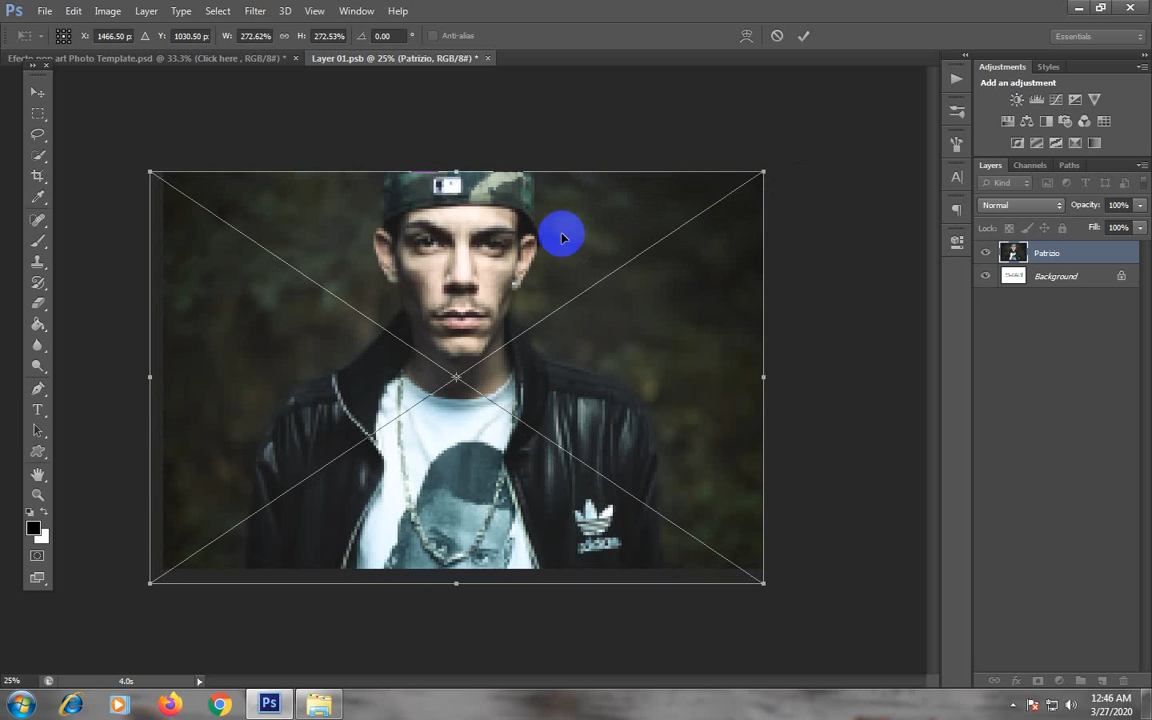 Ps File Edit Image Layer Type Select Filter 3D View Window Help
X: 1466.50 p Y: 1030.50 p W: 272.62% H: 272.53% 0.00 ° Anti-alias Essentials
Efecto pop art Photo Template.psd @ 33.3% (Click here , RGB/8#) * × Layer 01.psb @ 25% (Patrizio, RGB/8#) * ×
Adjustments Styles
Add an adjustment
Layers Channels Paths
Kind
Normal Opacity: 100%
Lock: Fill: 100%
Patrizio
Background
adidas
25% 4.0s
Ps
12:46 AM
3/27/2020